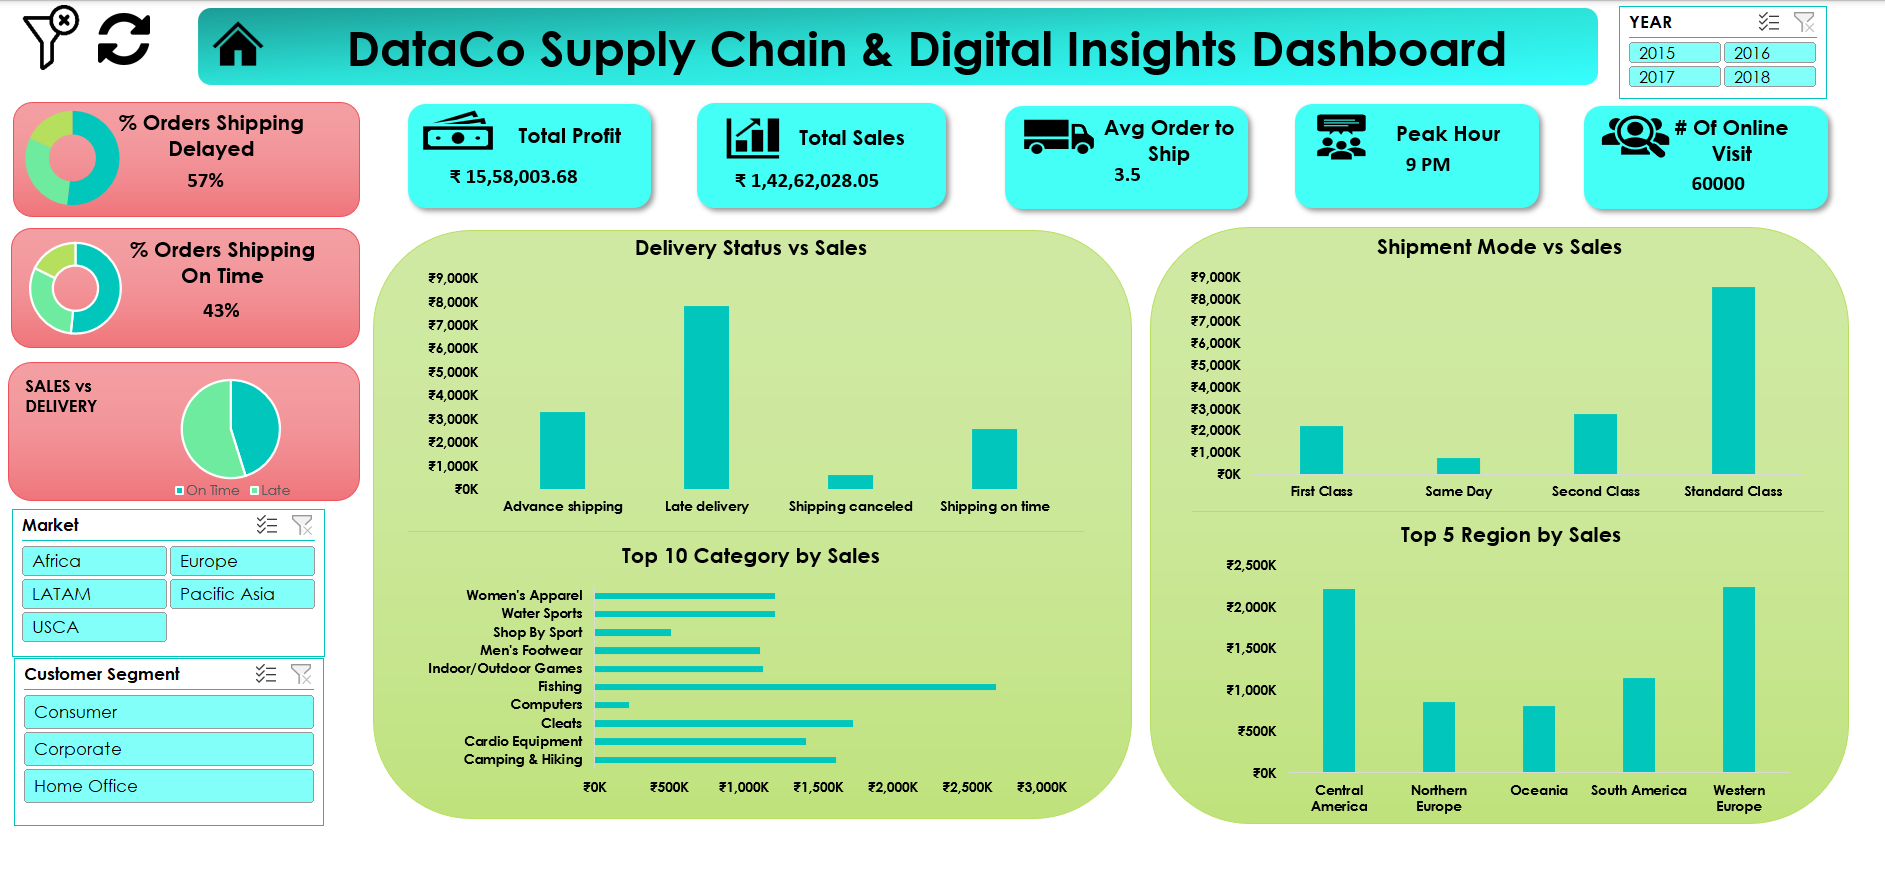 DataCo Supply Chain & Digital Insights Dashboard
YEAR
2015
2016
2017
2018
% Orders Shipping
Delayed
57%
Total Profit
₹ 15,58,003.68
Total Sales
₹ 1,42,62,028.05
Avg Order to
Ship
3.5
Peak Hour
9 PM
# Of Online
Visit
60000
% Orders Shipping
On Time
43%
SALES vs
DELIVERY
On Time
Late
Market
Africa
Europe
LATAM
Pacific Asia
USCA
Customer Segment
Consumer
Corporate
Home Office
Delivery Status vs Sales
₹9,000K
₹8,000K
₹7,000K
₹6,000K
₹5,000K
₹4,000K
₹3,000K
₹2,000K
₹1,000K
₹0K
Advance shipping
Late delivery
Shipping canceled
Shipping on time
Top 10 Category by Sales
Women's Apparel
Water Sports
Shop By Sport
Men's Footwear
Indoor/Outdoor Games
Fishing
Computers
Cleats
Cardio Equipment
Camping & Hiking
₹0K
₹500K
₹1,000K
₹1,500K
₹2,000K
₹2,500K
₹3,000K
Shipment Mode vs Sales
₹9,000K
₹8,000K
₹7,000K
₹6,000K
₹5,000K
₹4,000K
₹3,000K
₹2,000K
₹1,000K
₹0K
First Class
Same Day
Second Class
Standard Class
Top 5 Region by Sales
₹2,500K
₹2,000K
₹1,500K
₹1,000K
₹500K
₹0K
Central
America
Northern
Europe
Oceania
South America
Western
Europe